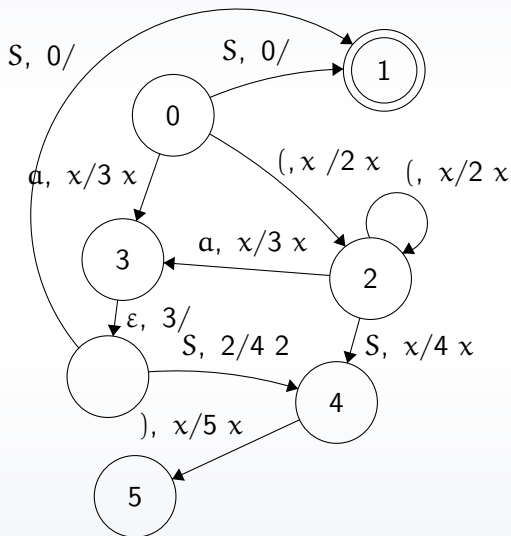 S, 0/
S, 0/
1
0
(,x /2 x
(, x/2 x
a, x/3 x
a, x/3 x
3
2
ε, 3/
S, 2/4 2
S, x/4 x
4
), x/5 x
5